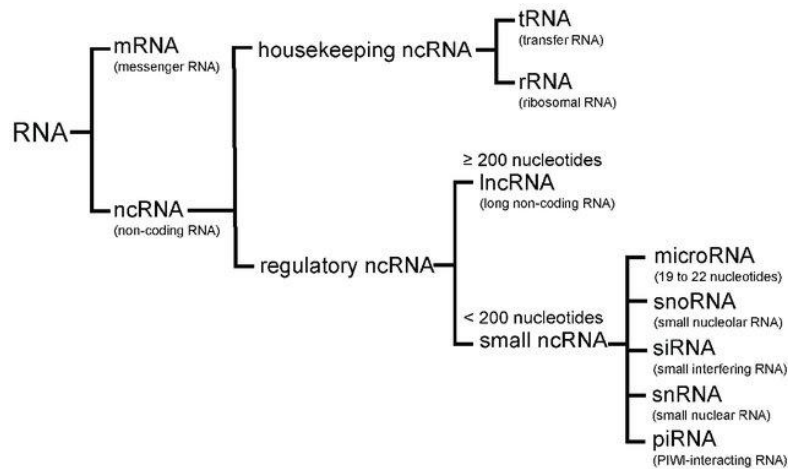 RNA
mRNA
(messenger RNA)
ncRNA
(non-coding RNA)
housekeeping ncRNA
tRNA
(transfer RNA)
rRNA
(ribosomal RNA)
regulatory ncRNA
≥ 200 nucleotides
lncRNA
(long non-coding RNA)
< 200 nucleotides
small ncRNA
microRNA
(19 to 22 nucleotides)
snoRNA
(small nucleolar RNA)
siRNA
(small interfering RNA)
snRNA
(small nuclear RNA)
piRNA
(PIWI-interacting RNA)